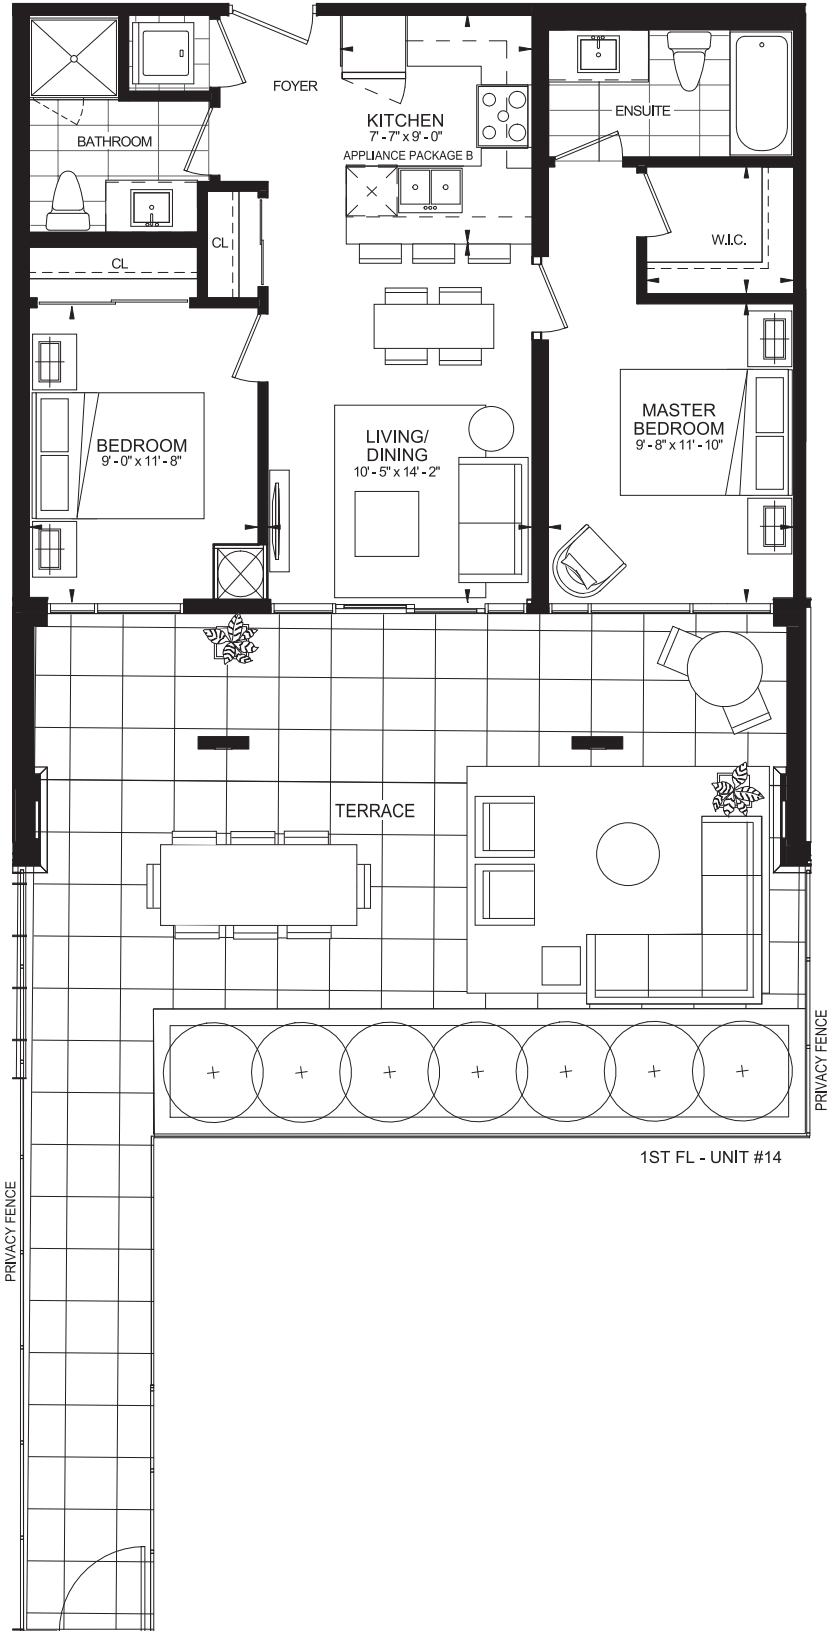 FOYER
KITCHEN
7' - 7" x 9' - 0"
APPLIANCE PACKAGE B
ENSUITE
BATHROOM
CL
CL
W.I.C.
BEDROOM
9' - 0" x 11' - 8"
LIVING/
DINING
10' - 5" x 14' - 2"
MASTER
BEDROOM
9' - 8" x 11' - 10"
TERRACE
PRIVACY FENCE
1ST FL - UNIT #14
PRIVACY FENCE